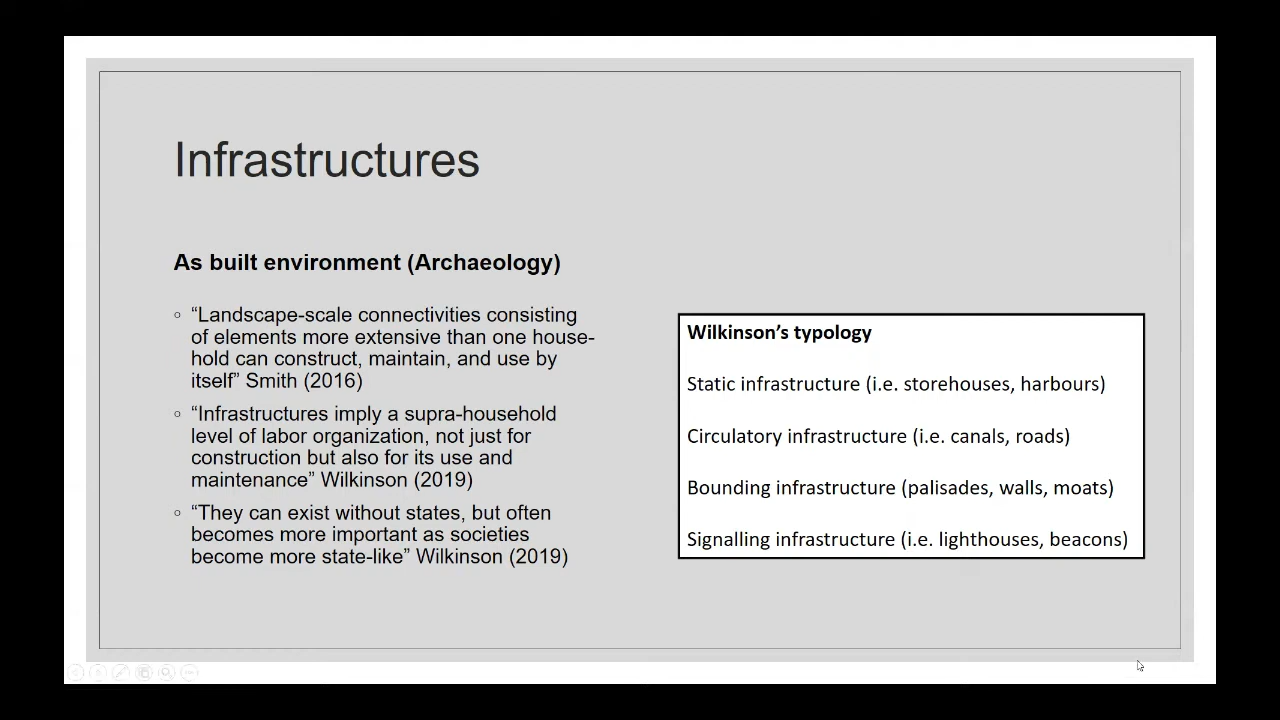 Infrastructures
As built environment (Archaeology)
“Landscape-scale connectivities consisting
of elements more extensive than one house-
hold can construct, maintain, and use by
itself” Smith (2016)
“Infrastructures imply a supra-household
level of labor organization, not just for
construction but also for its use and
maintenance” Wilkinson (2019)
“They can exist without states, but often
becomes more important as societies
become more state-like” Wilkinson (2019)
Wilkinson’s typology
Static infrastructure (i.e. storehouses, harbours)
Circulatory infrastructure (i.e. canals, roads)
Bounding infrastructure (palisades, walls, moats)
Signalling infrastructure (i.e. lighthouses, beacons)